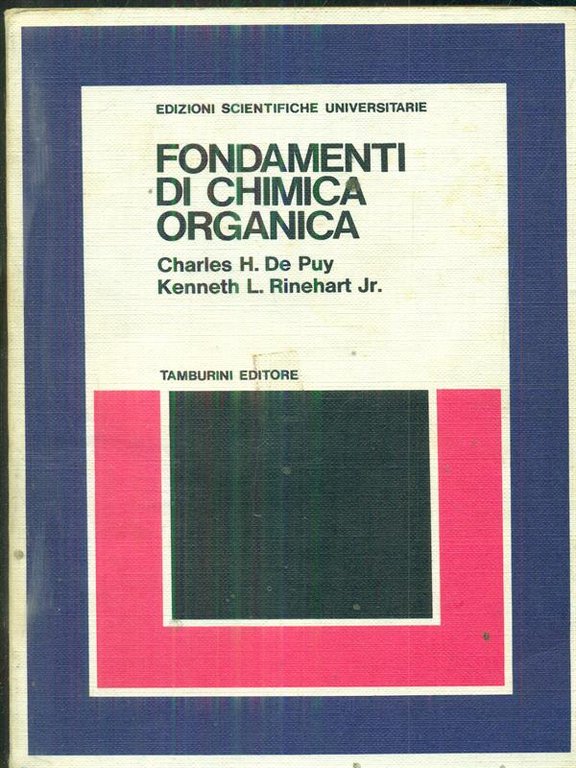 EDIZIONI SCIENTIFICHE UNIVERSITARIE
FONDAMENTI
DI CHIMICA
ORGANICA
Charles H. De Puy
Kenneth L. Rinehart Jr.
TAMBURINI EDITORE